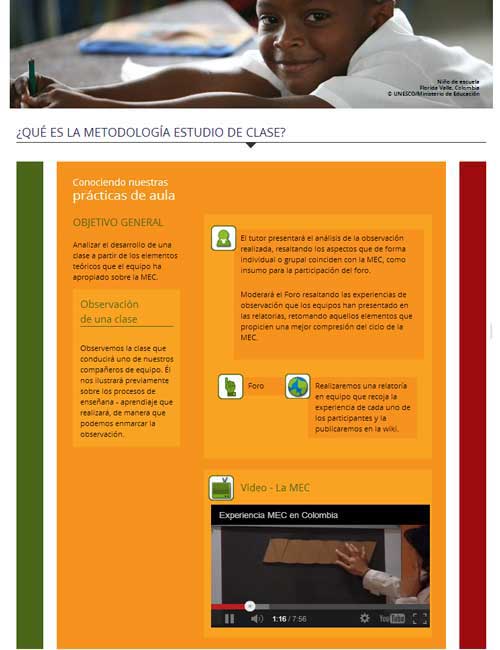 Niño de escuela
Florida Valle, Colombia
© UNESCO/Ministerio de Educación
¿QUÉ ES LA METODOLOGÍA ESTUDIO DE CLASE?
Conociendo nuestras
prácticas de aula
OBJETIVO GENERAL
Analizar el desarrollo de una
clase a partir de los elementos
teóricos que el equipo ha
apropiado sobre la MEC.
Observación
de una clase
Observemos la clase que
conducirá uno de nuestros
compañeros de equipo. Él
nos ilustrará previamente
sobre los procesos de
enseñana - aprendiaje que
realizará, de manera que
podemos enmarcar la
observación.
El tutor presentará el análisis de la observación
realizada, resaltando los aspectos que de forma
individual o grupal coinciden con la MEC, como
insumo para la participación del foro.
Moderará el Foro resaltando las experiencias de
observación que los equipos han presentado en
las relatorias, retomando aquellos elementos que
propicien una mejor compresión del ciclo de la
MEC.
Foro
Realizaremos una relatoría
en equipo que recoja la
experiencia de cada uno de
los participantes y la
publicaremos en la wiki.
Video - La MEC
Experiencia MEC en Colombia
1:16 / 7:56
YouTube